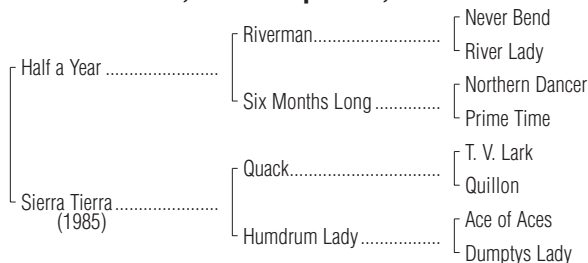 Half a Year
Sierra Tierra
(1985)
Riverman
Six Months Long
Quack
Humdrum Lady
Never Bend
River Lady
Northern Dancer
Prime Time
T. V. Lark
Quillon
Ace of Aces
Dumptys Lady